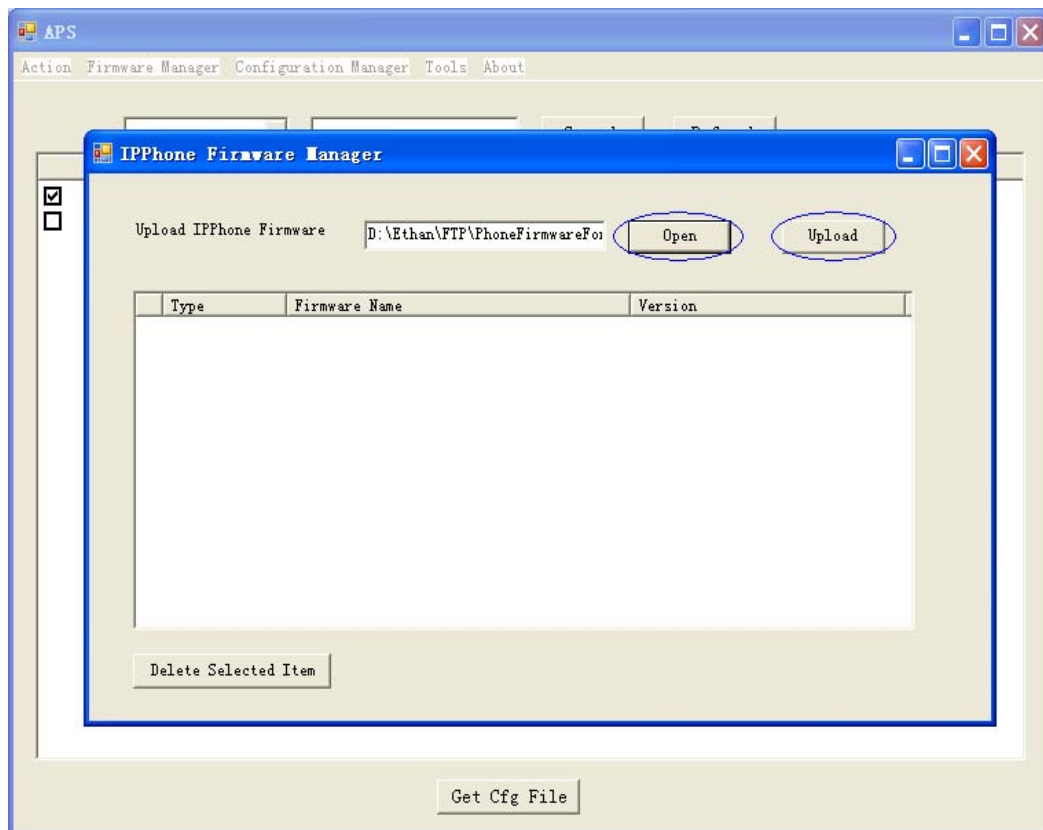 APS
Action Firmware Manager Configuration Manager Tools About
IPPhone Firmware Manager
Upload IPPhone Firmware D:\Ethan\FTP\PhoneFirmwareFo Open Upload
Type Firmware Name Version
Delete Selected Item
Get Cfg File